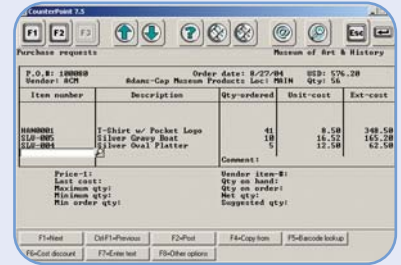 CounterPoint 7.5
F1 F2 F3 ? @ Esc
Purchase requests Museum of Art & History
P.O.#: 100080 Order date: 8/27/04 USD: 576.20
Vendor: ACM Adams-Cap Museum Products Loc: MAIN Qty: 56
Item number Description Qty-ordered Unit-cost Ext-cost
HAM0001 T-Shirt w/ Pocket Logo 41 8.50 348.50
SLV-005 Silver Gravy Boat 10 16.52 165.20
SLV-004 Silver Oval Platter 5 12.50 62.50
Comment:
Price-1: Vendor item-#:
Last cost: Qty on hand:
Maximum qty: Qty on order:
Minimum qty: Net qty:
Min order qty: Suggested qty:
F1=Next Ctrl-F1=Previous F2=Post F4=Copy from F5=Barcode lookup
F6=Cost discount F7=Enter text F8=Other options